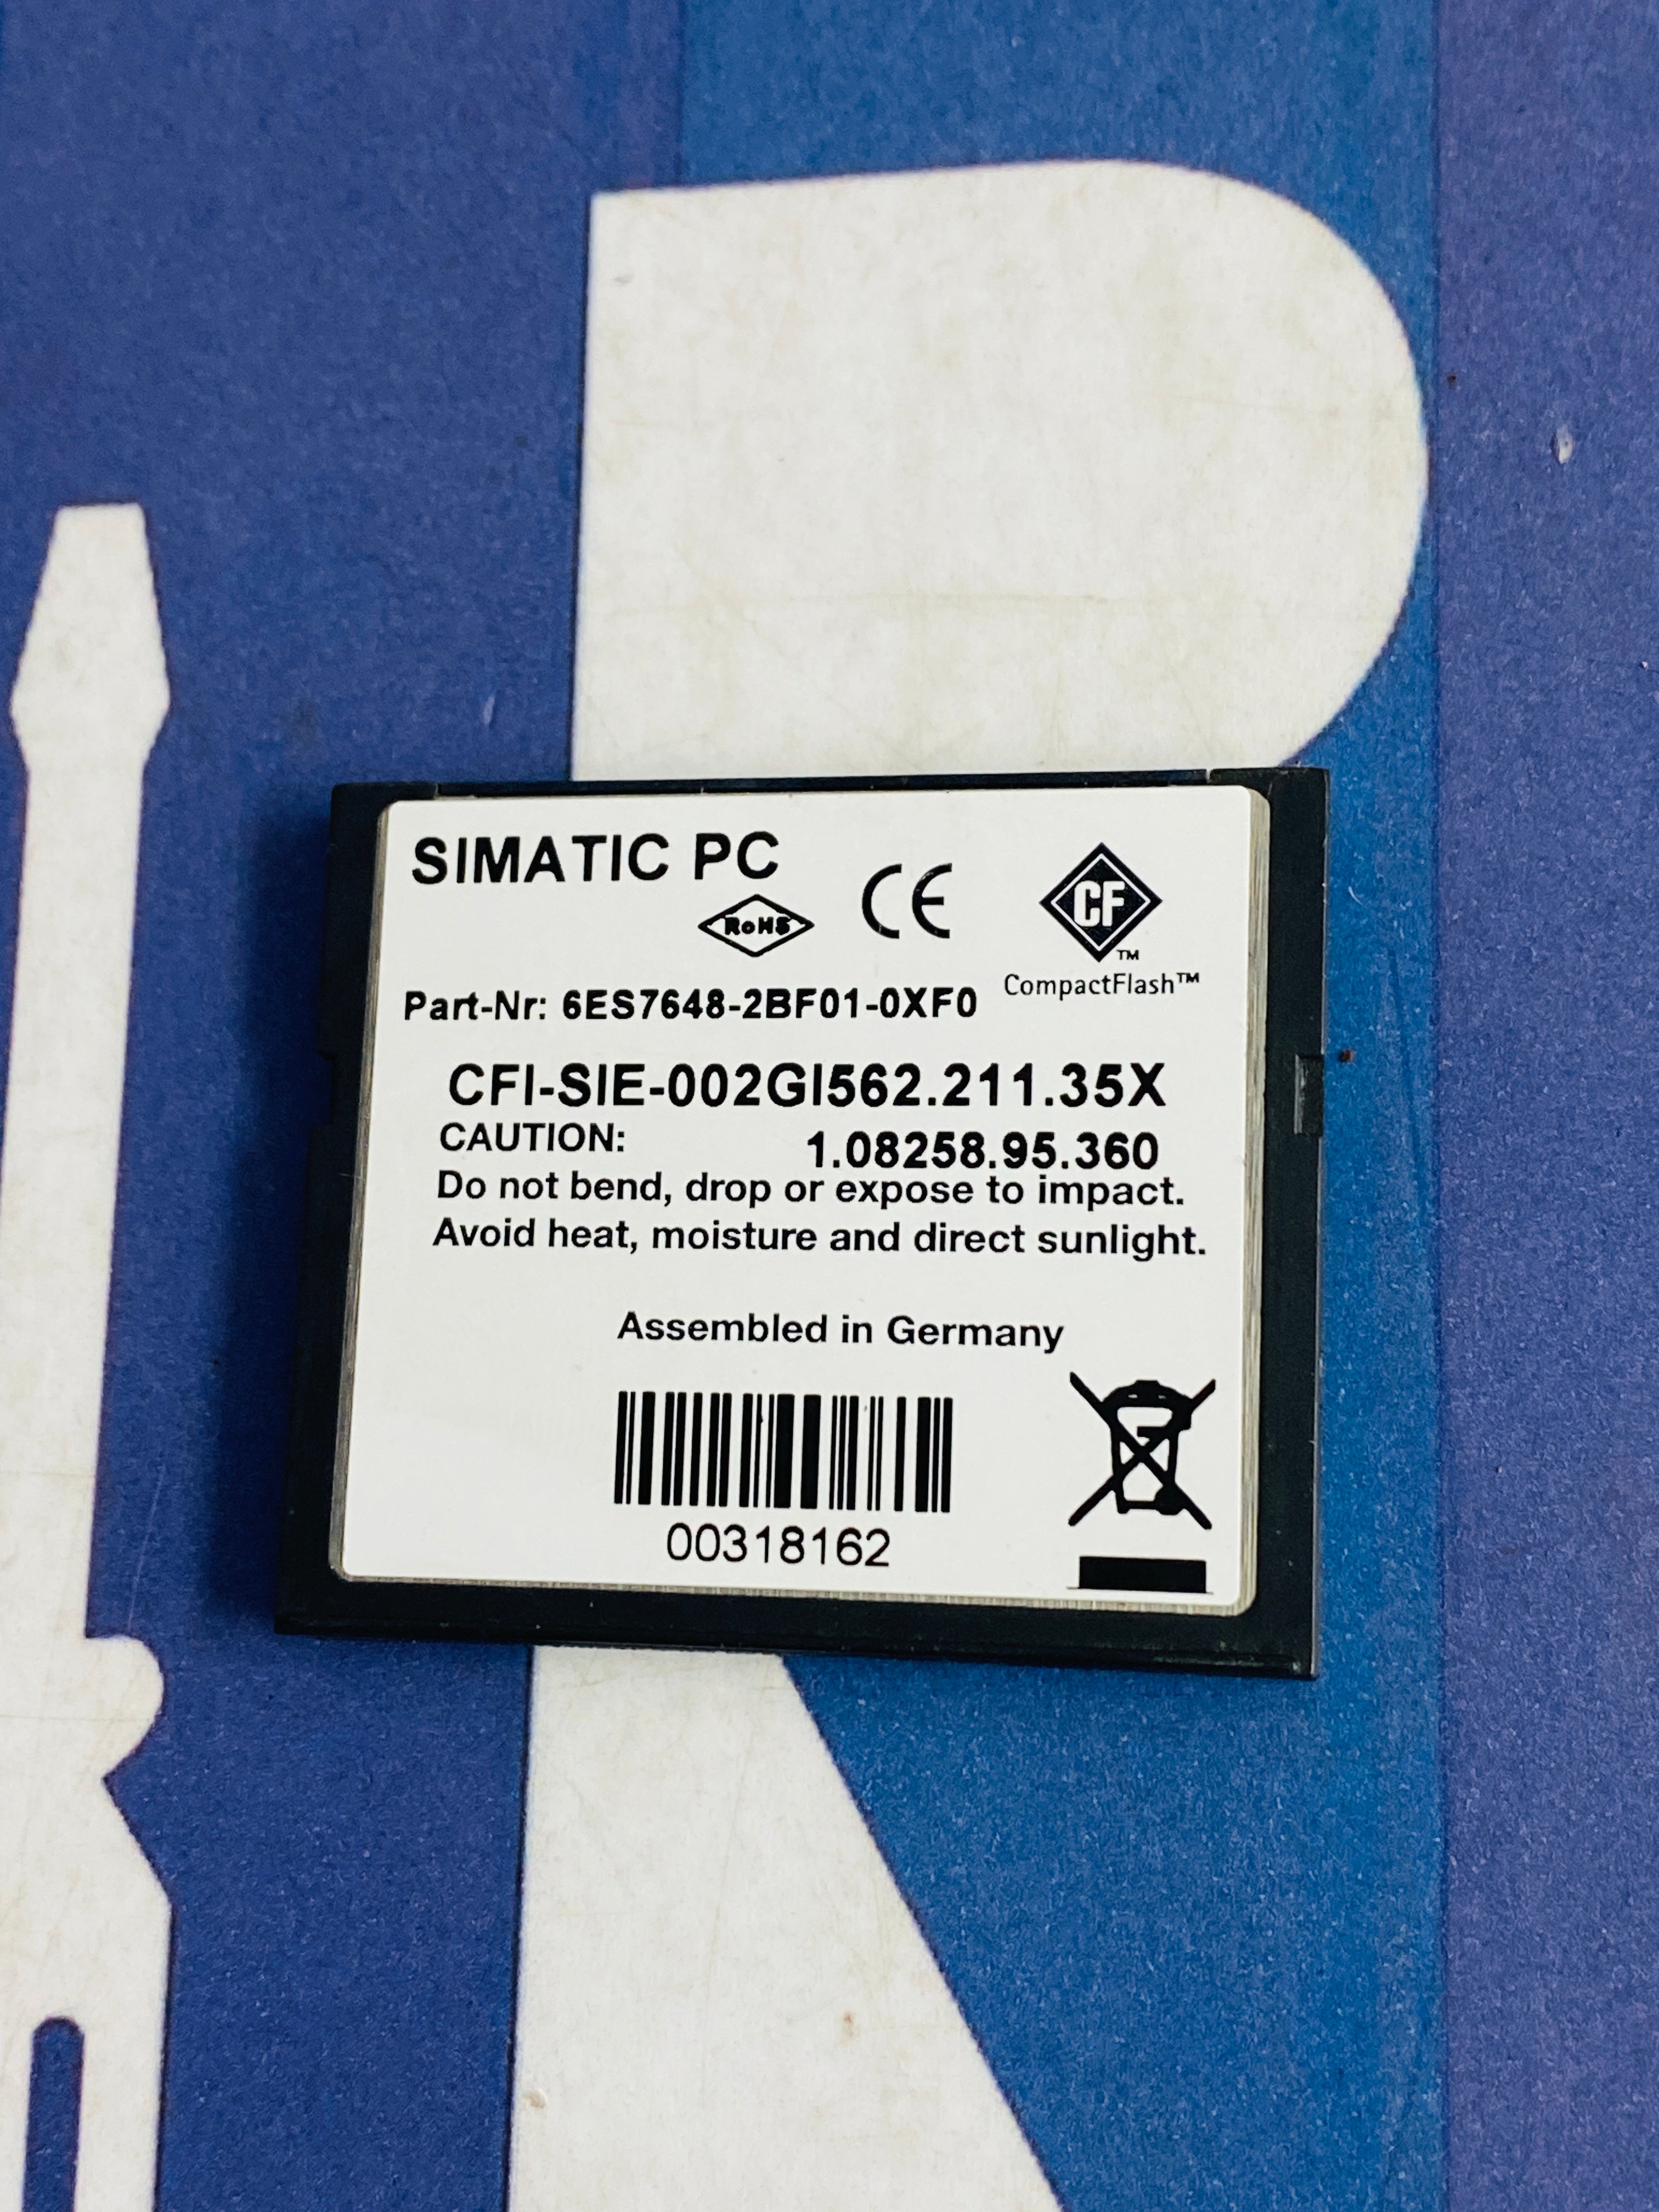 SIMATIC PC
RoHS CE CF™
CompactFlash™
Part-Nr: 6ES7648-2BF01-0XF0
CFI-SIE-002GI562.211.35X
CAUTION: 1.08258.95.360
Do not bend, drop or expose to impact.
Avoid heat, moisture and direct sunlight.
Assembled in Germany
00318162